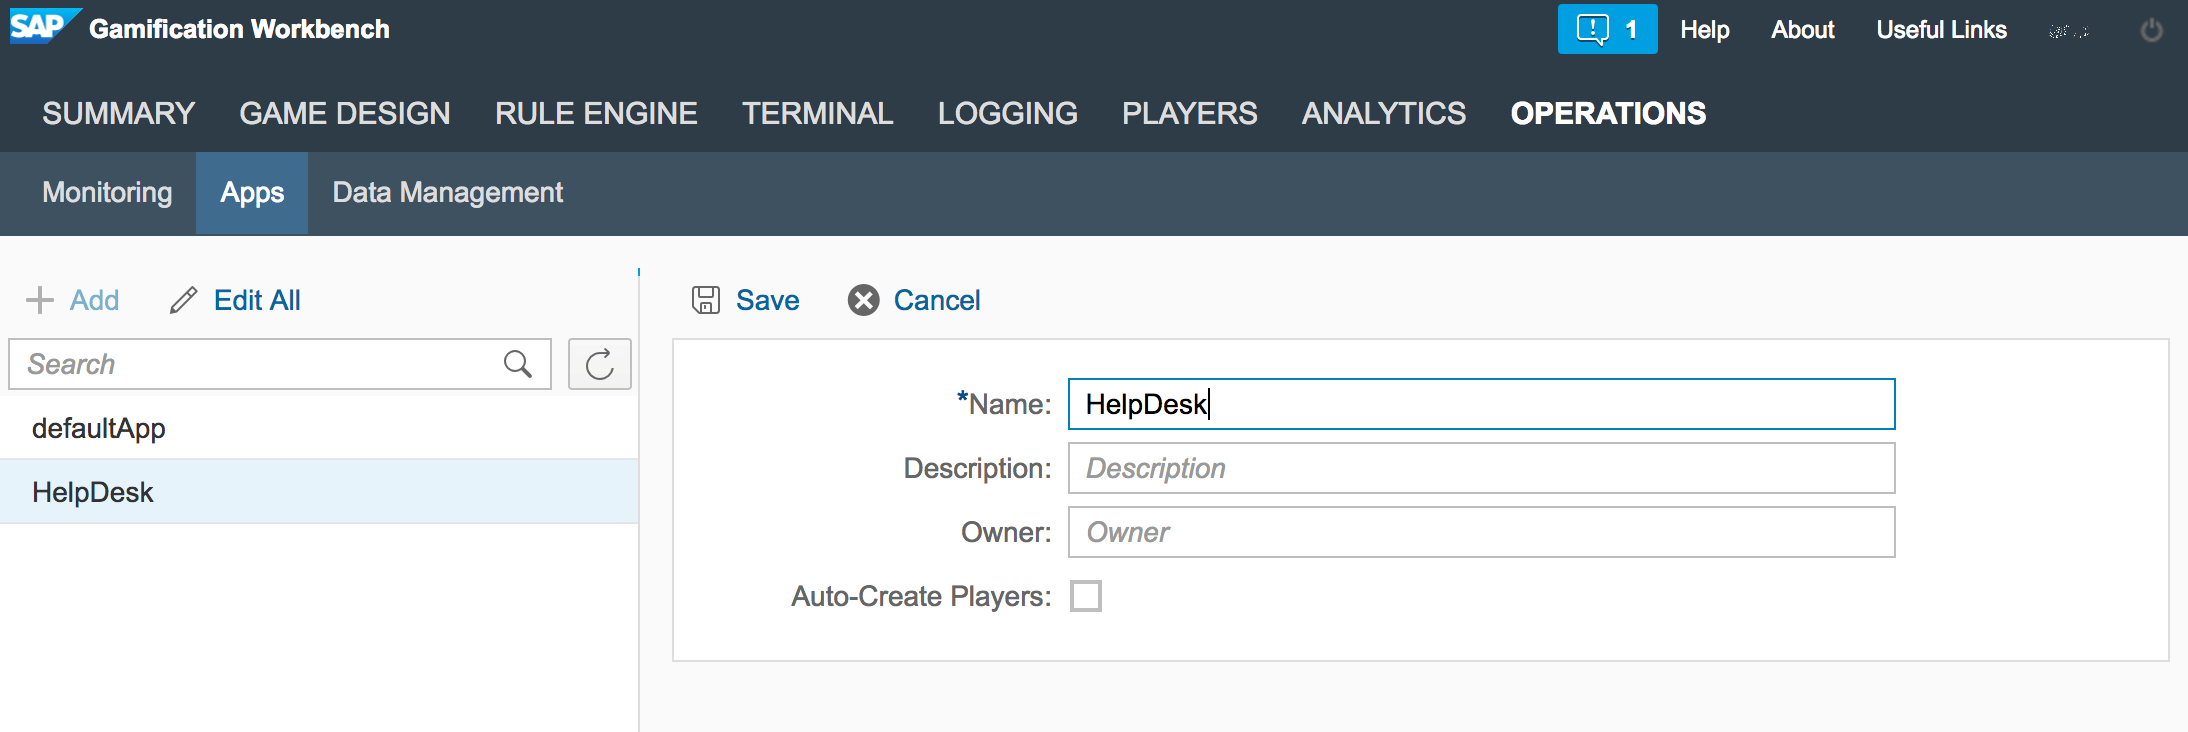 SAP Gamification Workbench
! 1 Help About Useful Links
SUMMARY GAME DESIGN RULE ENGINE TERMINAL LOGGING PLAYERS ANALYTICS OPERATIONS
Monitoring Apps Data Management
Add Edit All
Save Cancel
Search
*Name: HelpDesk
defaultApp
Description: Description
HelpDesk
Owner: Owner
Auto-Create Players: